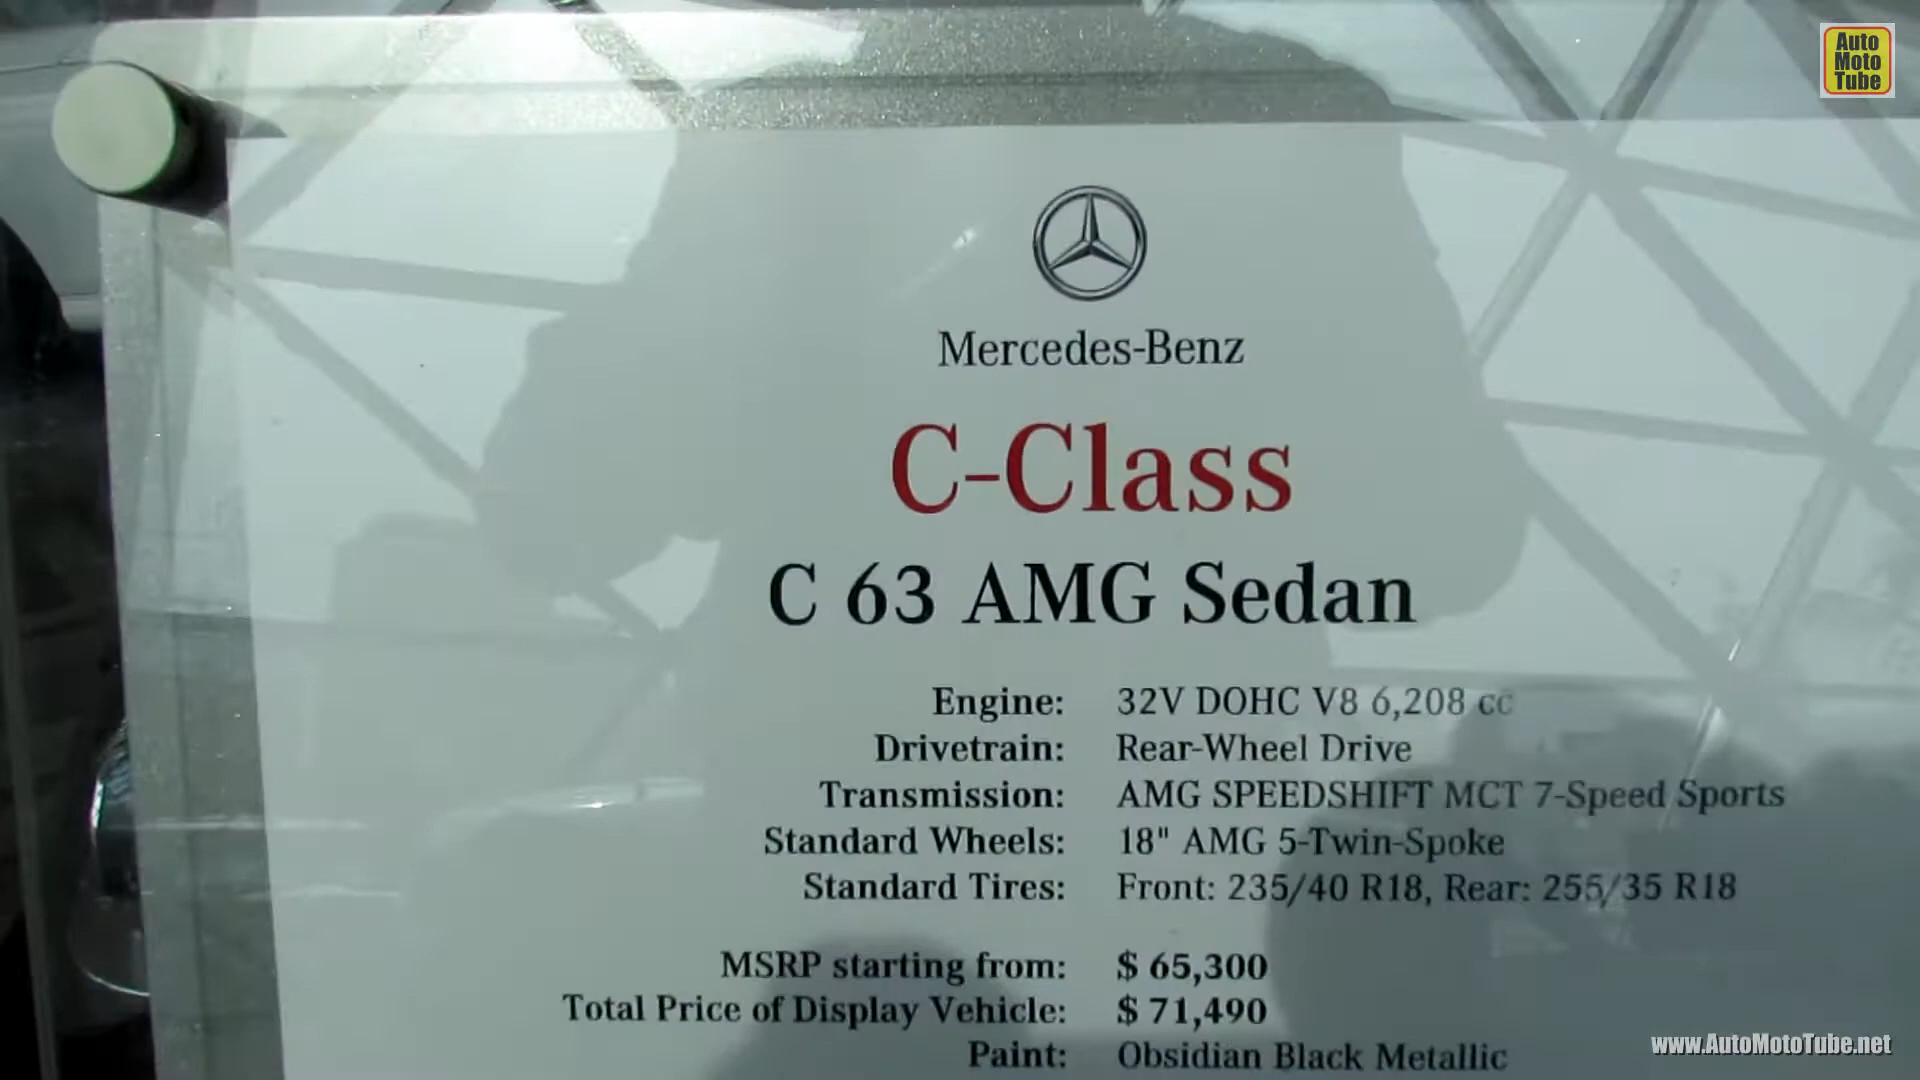 Auto
Moto
Tube
Mercedes-Benz
C-Class
C 63 AMG Sedan
Engine: 32V DOHC V8 6,208 cc
Drivetrain: Rear-Wheel Drive
Transmission: AMG SPEEDSHIFT MCT 7-Speed Sports
Standard Wheels: 18" AMG 5-Twin-Spoke
Standard Tires: Front: 235/40 R18, Rear: 255/35 R18
MSRP starting from: $ 65,300
Total Price of Display Vehicle: $ 71,490
Paint: Obsidian Black Metallic
www.AutoMotoTube.net